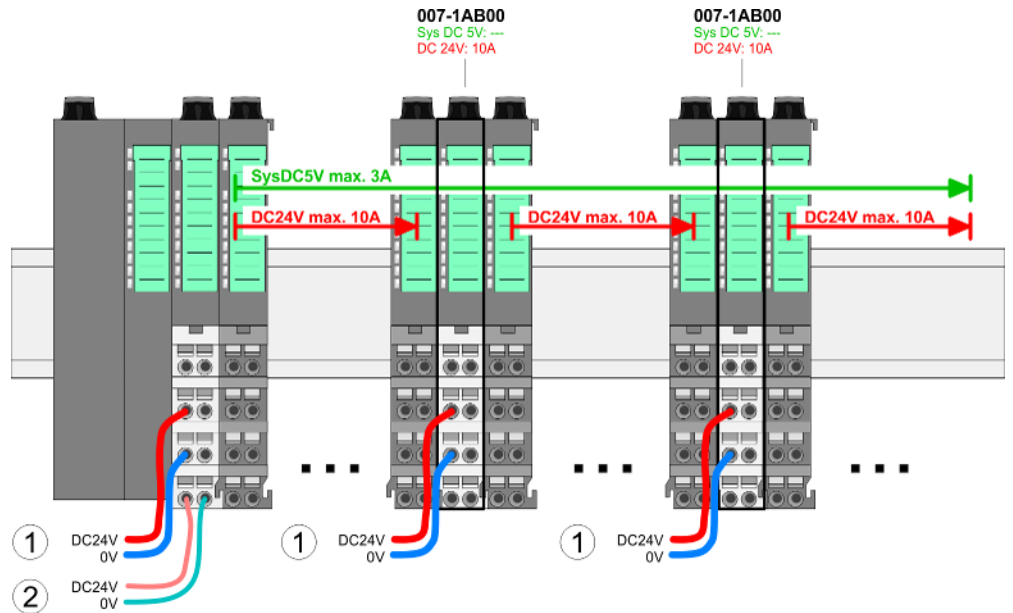 007-1AB00
Sys DC 5V: ---
DC 24V: 10A
007-1AB00
Sys DC 5V: ---
DC 24V: 10A
SysDC5V max. 3A
DC24V max. 10A
DC24V max. 10A
DC24V max. 10A
1
DC24V
0V
2
DC24V
0V
1
DC24V
0V
1
DC24V
0V